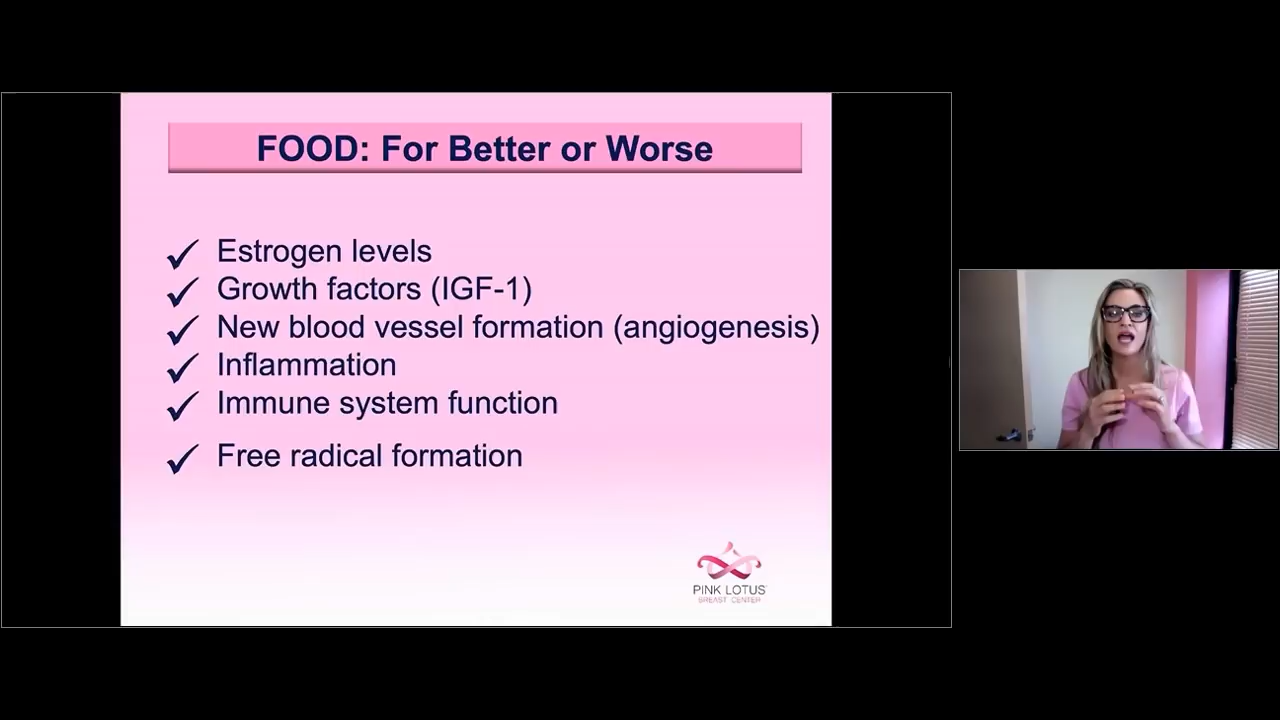 FOOD: For Better or Worse
Estrogen levels
Growth factors (IGF-1)
New blood vessel formation (angiogenesis)
Inflammation
Immune system function
Free radical formation
PINK LOTUS
BREAST CENTER